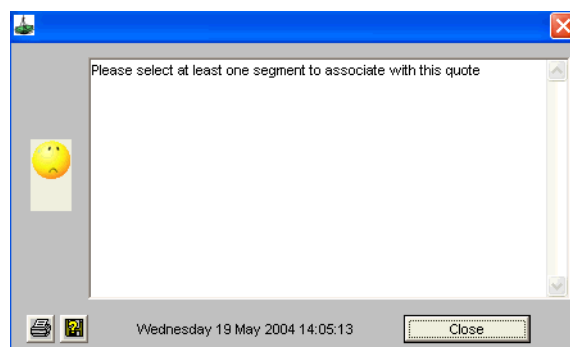 Please select at least one segment to associate with this quote
Wednesday 19 May 2004 14:05:13
Close